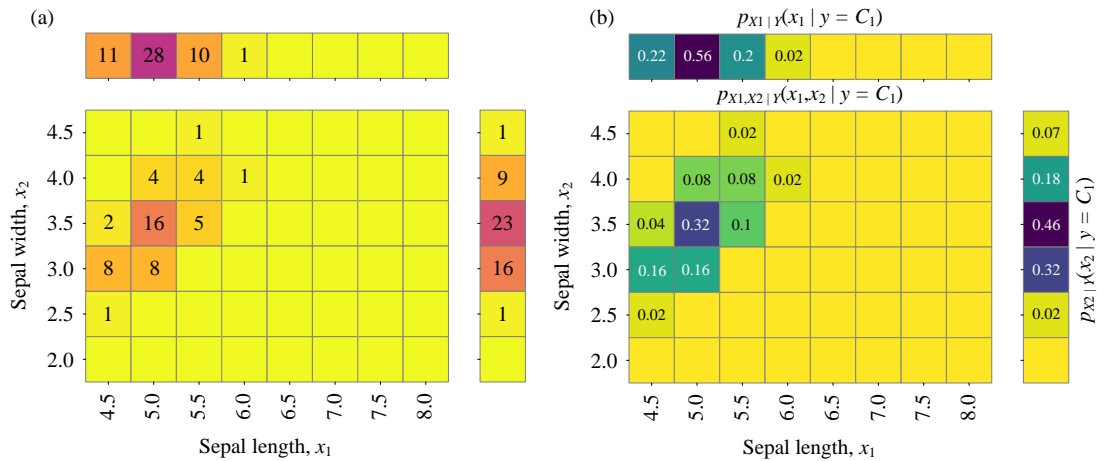 (a)
11 28 10 1
4.5 1 1
4.0 4 4 1 9
3.5 2 16 5 23
3.0 8 8 16
2.5 1 1
2.0
Sepal width, x2
4.5 5.0 5.5 6.0 6.5 7.0 7.5 8.0
Sepal length, x1
(b)
pX1 | Y(x1 | y = C1)
0.22 0.56 0.2 0.02
pX1,X2 | Y(x1,x2 | y = C1)
4.5 0.02 0.07
4.0 0.08 0.08 0.02 0.18
3.5 0.04 0.32 0.1 0.46
3.0 0.16 0.16 0.32
2.5 0.02 0.02
2.0
Sepal width, x2
pX2 | Y(x2 | y = C1)
4.5 5.0 5.5 6.0 6.5 7.0 7.5 8.0
Sepal length, x1